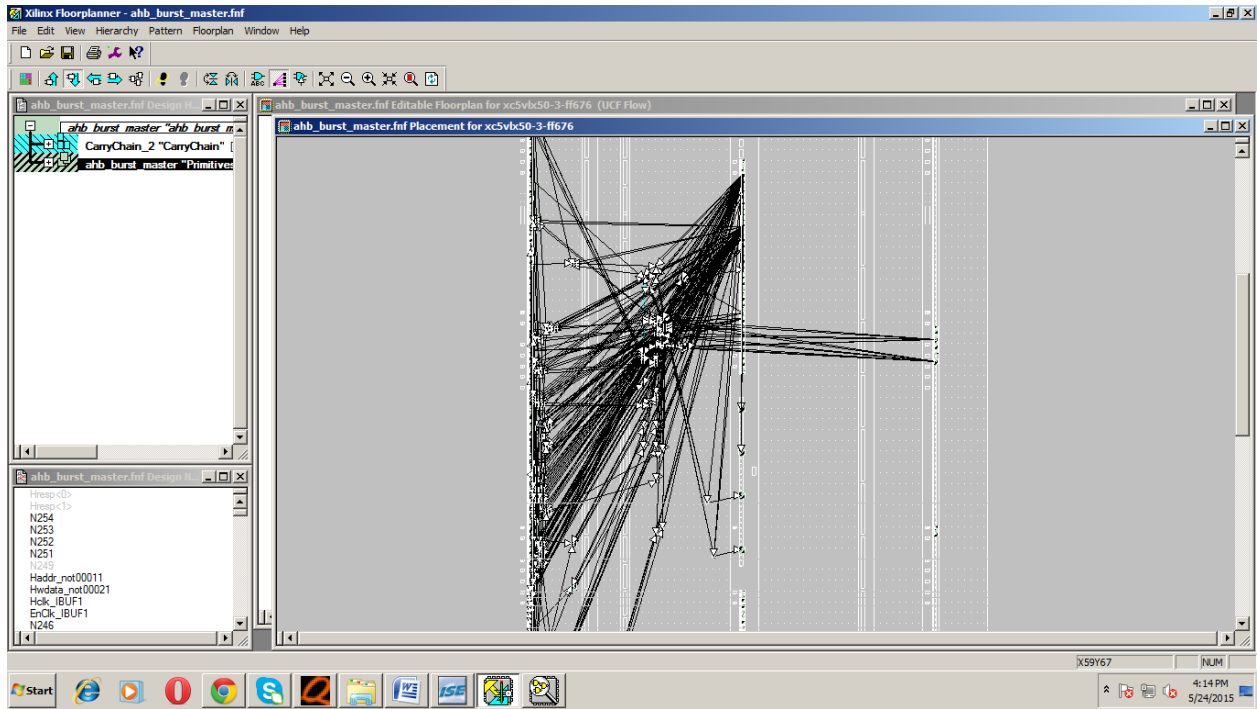 Xilinx Floorplanner - ahb_burst_master.fnf
File Edit View Hierarchy Pattern Floorplan Window Help
ABC
ahb_burst_master.fnf Design H...
ahb_burst_master "ahb_burst_m
CarryChain_2 "CarryChain" [
ahb_burst_master "Primitives
ahb_burst_master.fnf Editable Floorplan for xc5vlx50-3-ff676 (UCF Flow)
ahb_burst_master.fnf Placement for xc5vlx50-3-ff676
ahb_burst_master.fnf Design N...
Hresp<0>
Hresp<1>
N254
N253
N252
N251
N249
Haddr_not00011
Hwdata_not00021
Hclk_IBUF1
EnClk_IBUF1
N246
X59Y67
NUM
Start
ISE
4:14 PM
5/24/2015